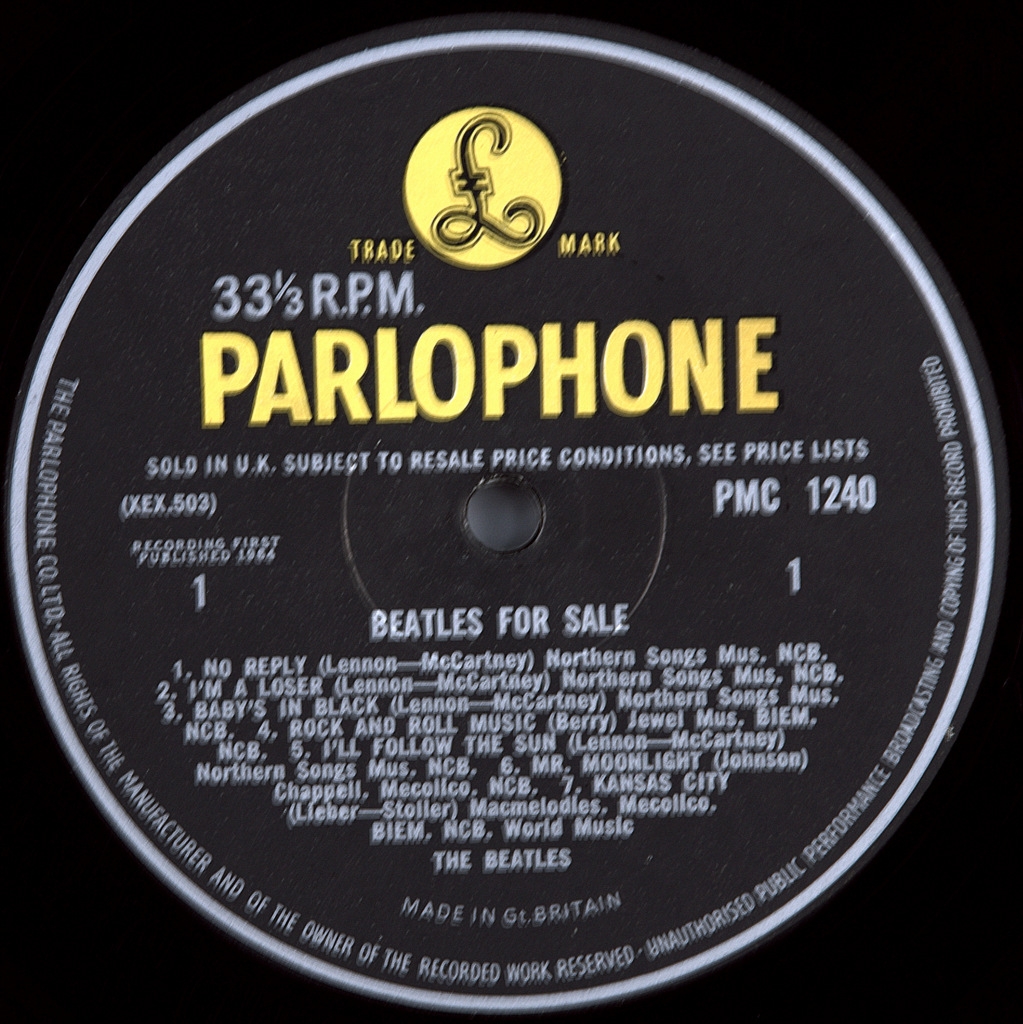 £
TRADE MARK
33⅓ R.P.M.
PARLOPHONE
SOLD IN U.K. SUBJECT TO RESALE PRICE CONDITIONS, SEE PRICE LISTS
(XEX.503) PMC 1240
RECORDING FIRST
PUBLISHED 1964
1 1
BEATLES FOR SALE
1. NO REPLY (Lennon—McCartney) Northern Songs Mus. NCB.
2. I'M A LOSER (Lennon—McCartney) Northern Songs Mus. NCB.
3. BABY'S IN BLACK (Lennon—McCartney) Northern Songs Mus.
NCB. 4. ROCK AND ROLL MUSIC (Berry) Jewel Mus. BIEM.
NCB. 5. I'LL FOLLOW THE SUN (Lennon—McCartney)
Northern Songs Mus. NCB. 6. MR. MOONLIGHT (Johnson)
Chappell, Mecolico. NCB. 7. KANSAS CITY
(Lieber—Stoller) Macmelodies, Mecolico.
BIEM. NCB. World Music
THE BEATLES
MADE IN Gt. BRITAIN
THE PARLOPHONE CO. LTD. · ALL RIGHTS OF THE MANUFACTURER AND OF THE OWNER OF THE RECORDED WORK RESERVED · UNAUTHORISED PUBLIC PERFORMANCE BROADCASTING AND COPYING OF THIS RECORD PROHIBITED